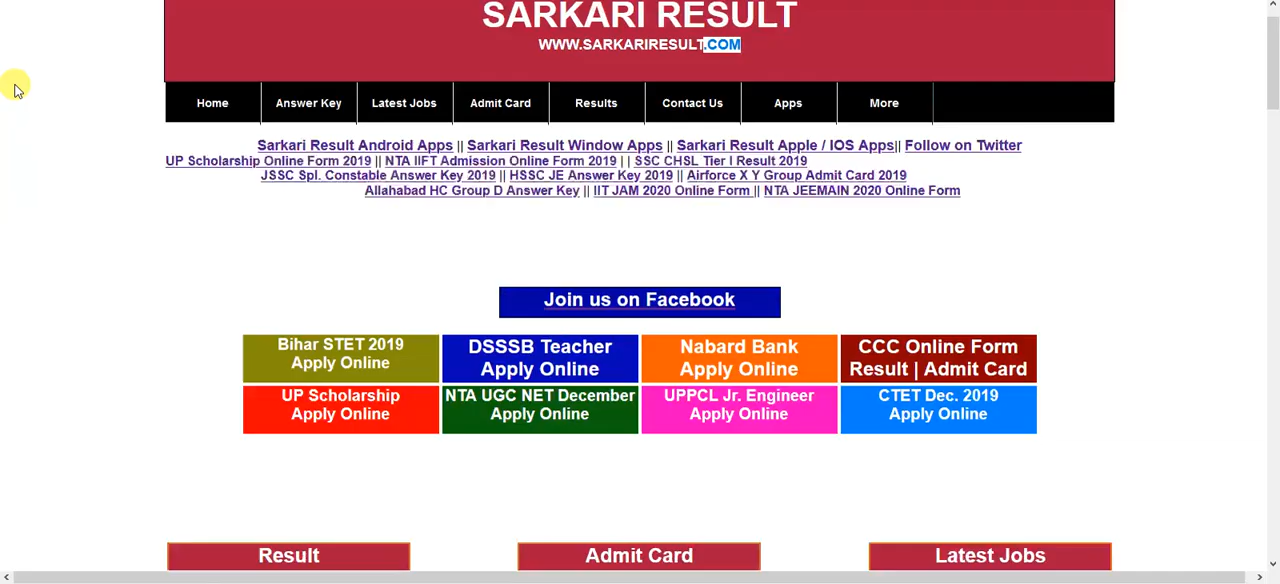 SARKARI RESULT
WWW.SARKARIRESULT.COM
Home Answer Key Latest Jobs Admit Card Results Contact Us Apps More
Sarkari Result Android Apps || Sarkari Result Window Apps || Sarkari Result Apple / IOS Apps|| Follow on Twitter
UP Scholarship Online Form 2019 || NTA IIFT Admission Online Form 2019 | | SSC CHSL Tier I Result 2019
JSSC Spl. Constable Answer Key 2019 || HSSC JE Answer Key 2019 || Airforce X Y Group Admit Card 2019
Allahabad HC Group D Answer Key || IIT JAM 2020 Online Form || NTA JEEMAIN 2020 Online Form
Join us on Facebook
Bihar STET 2019
Apply Online
DSSSB Teacher
Apply Online
Nabard Bank
Apply Online
CCC Online Form
Result | Admit Card
UP Scholarship
Apply Online
NTA UGC NET December
Apply Online
UPPCL Jr. Engineer
Apply Online
CTET Dec. 2019
Apply Online
Result Admit Card Latest Jobs